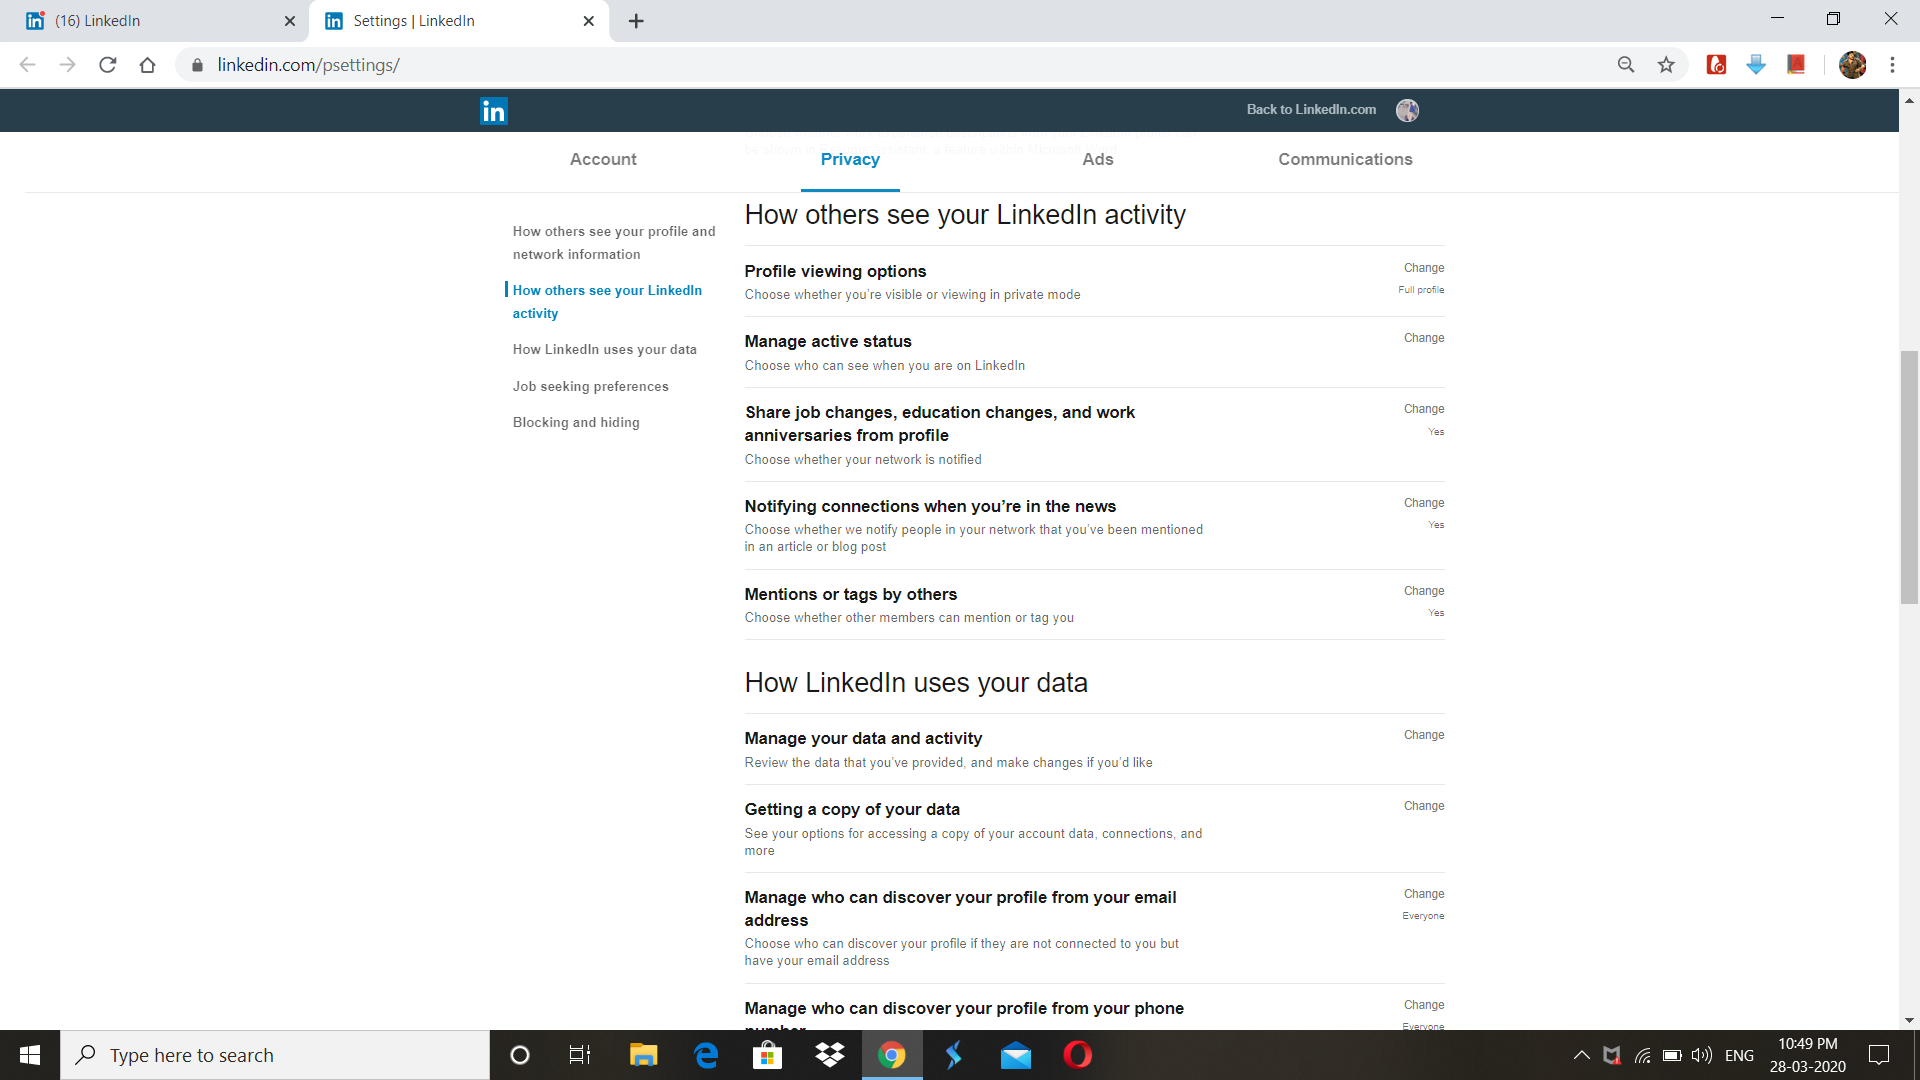 (16) LinkedIn
Settings | LinkedIn
linkedin.com/psettings/
in
Back to LinkedIn.com
Account
Privacy
Ads
Communications
How others see your profile and
network information
How others see your LinkedIn
activity
How LinkedIn uses your data
Job seeking preferences
Blocking and hiding
How others see your LinkedIn activity
Profile viewing options
Change
Choose whether you’re visible or viewing in private mode
Full profile
Manage active status
Change
Choose who can see when you are on LinkedIn
Share job changes, education changes, and work
Change
anniversaries from profile
Yes
Choose whether your network is notified
Notifying connections when you’re in the news
Change
Choose whether we notify people in your network that you’ve been mentioned
Yes
in an article or blog post
Mentions or tags by others
Change
Choose whether other members can mention or tag you
Yes
How LinkedIn uses your data
Manage your data and activity
Change
Review the data that you’ve provided, and make changes if you’d like
Getting a copy of your data
Change
See your options for accessing a copy of your account data, connections, and
more
Manage who can discover your profile from your email
Change
address
Everyone
Choose who can discover your profile if they are not connected to you but
have your email address
Manage who can discover your profile from your phone
Change
number
Everyone
Type here to search
ENG
10:49 PM
28-03-2020